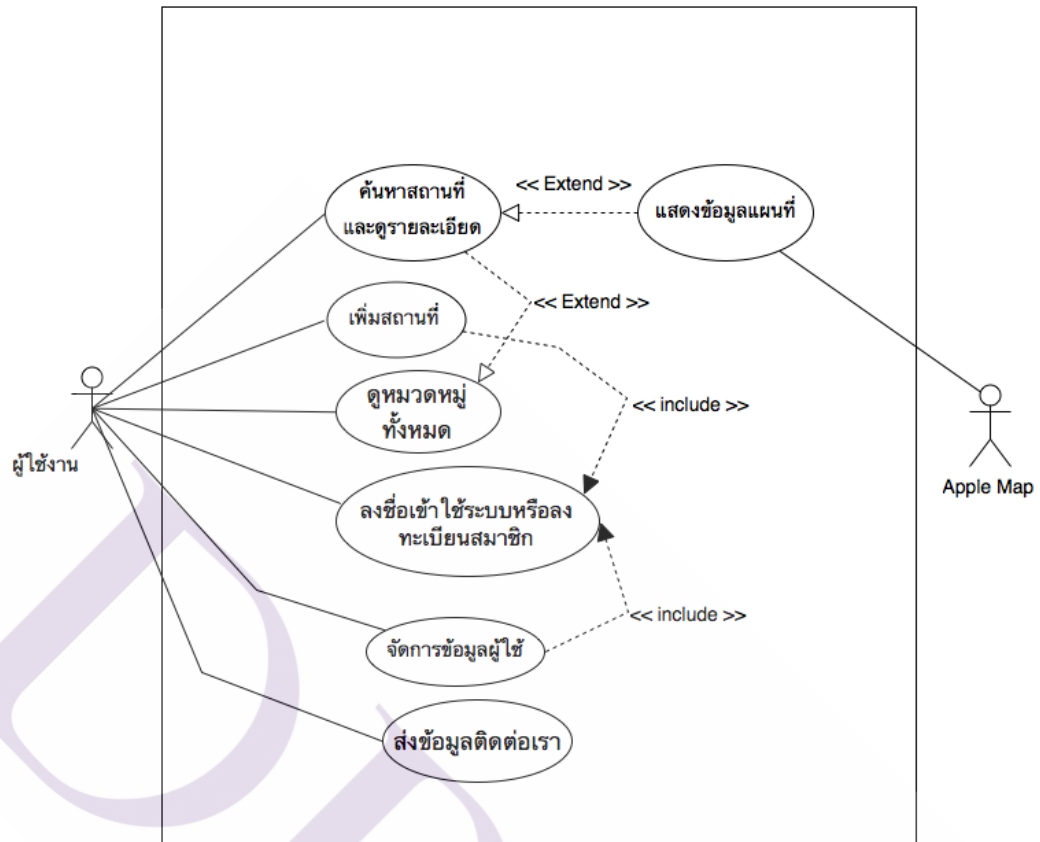 ค้นหาสถานที่
และดูรายละเอียด
<< Extend >>
แสดงข้อมูลแผนที่
<< Extend >>
เพิ่มสถานที่
ดูหมวดหมู่
ทั้งหมด
<< include >>
ผู้ใช้งาน
Apple Map
ลงชื่อเข้าใช้ระบบหรือลง
ทะเบียนสมาชิก
<< include >>
จัดการข้อมูลผู้ใช้
ส่งข้อมูลติดต่อเรา